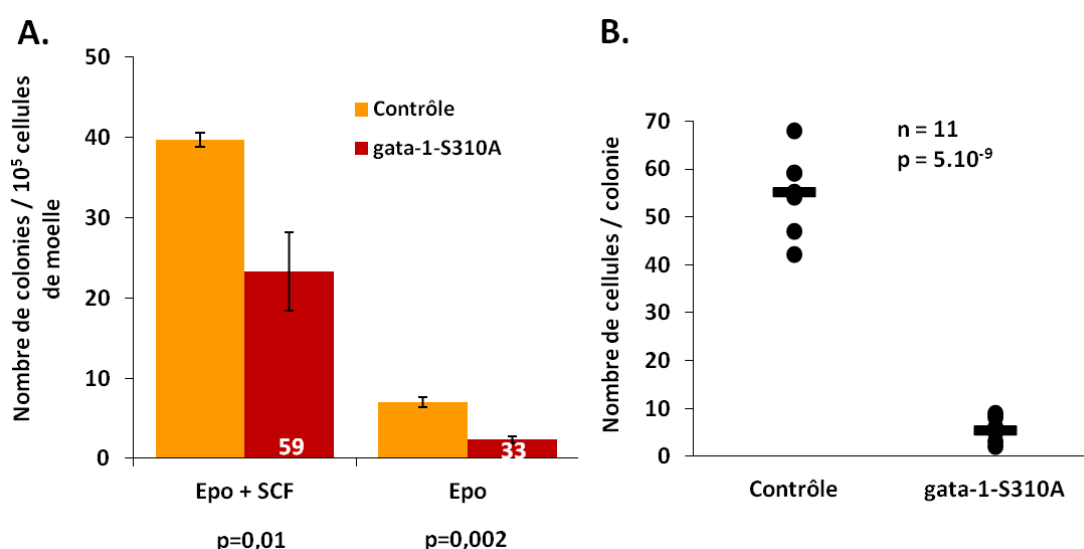 A.
Nombre de colonies / 10⁵ cellules
de moelle
50
40
30
20
10
0
Contrôle
gata-1-S310A
59
33
Epo + SCF
Epo
p=0,01
p=0,002
B.
Nombre de cellules / colonie
70
60
50
40
30
20
10
0
n = 11
p = 5.10⁻⁹
Contrôle
gata-1-S310A